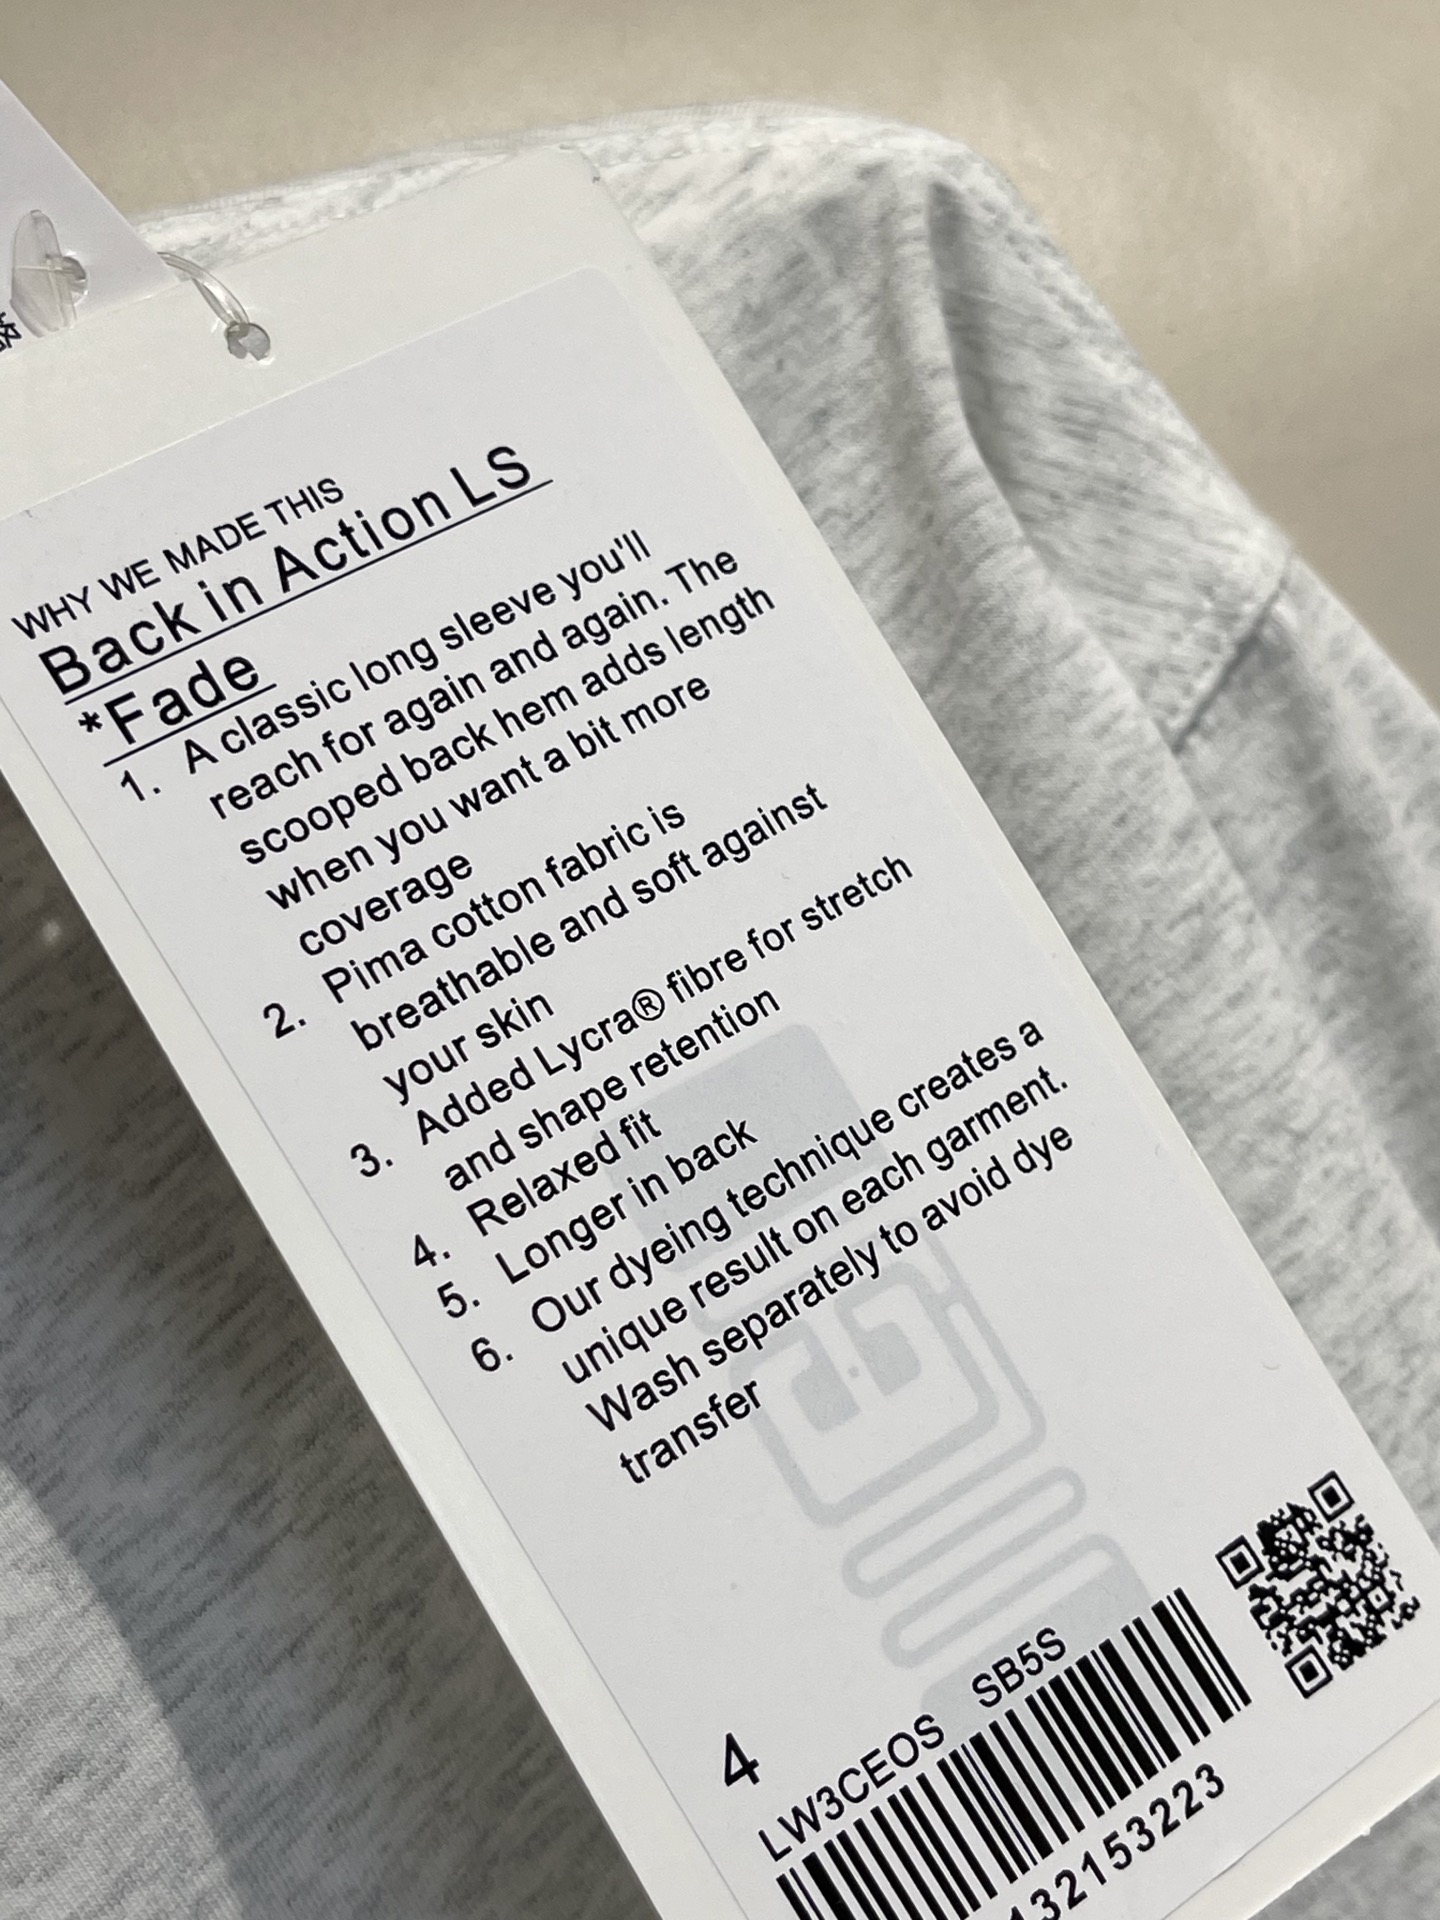 WHY WE MADE THIS
Back in Action LS
*Fade
1. A classic long sleeve you'll
reach for again and again. The
scooped back hem adds length
when you want a bit more
coverage
2. Pima cotton fabric is
breathable and soft against
your skin
3. Added Lycra® fibre for stretch
and shape retention
4. Relaxed fit
5. Longer in back
6. Our dyeing technique creates a
unique result on each garment.
Wash separately to avoid dye
transfer
4
LW3CEOS SB5S
132153223